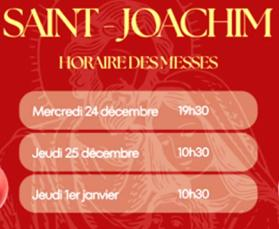 SAINT-JOACHIM
HORAIRE DES MESSES
Mercredi 24 décembre 19h30
Jeudi 25 décembre 10h30
Jeudi 1er janvier 10h30